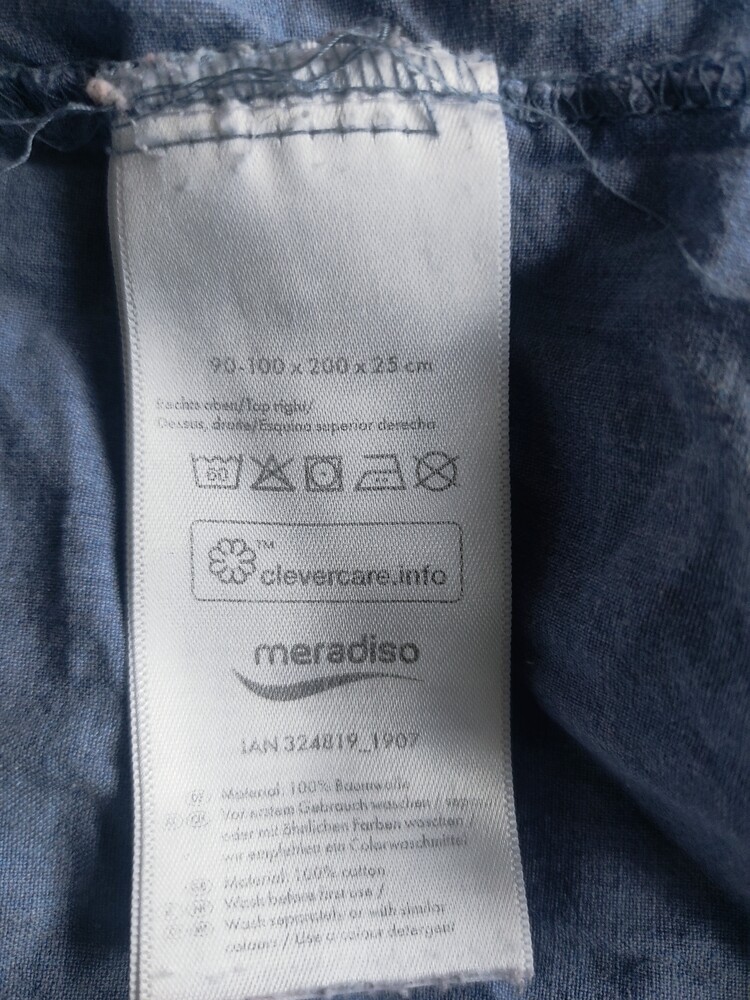 90-100 x 200 x 25 cm
Rechts oben/Top right/
Dessus, droite/Esquina superior derecha
60
clevercare.info
TM
meradiso
IAN 324819_1907
Material: 100% Baumwolle
Vor erstem Gebrauch waschen /
oder mit ähnlichen Farben waschen /
wir empfehlen ein Colorwaschmittel
Material: 100% cotton
Wash before first use /
Wash separately or with similar
colours / Use a colour detergent